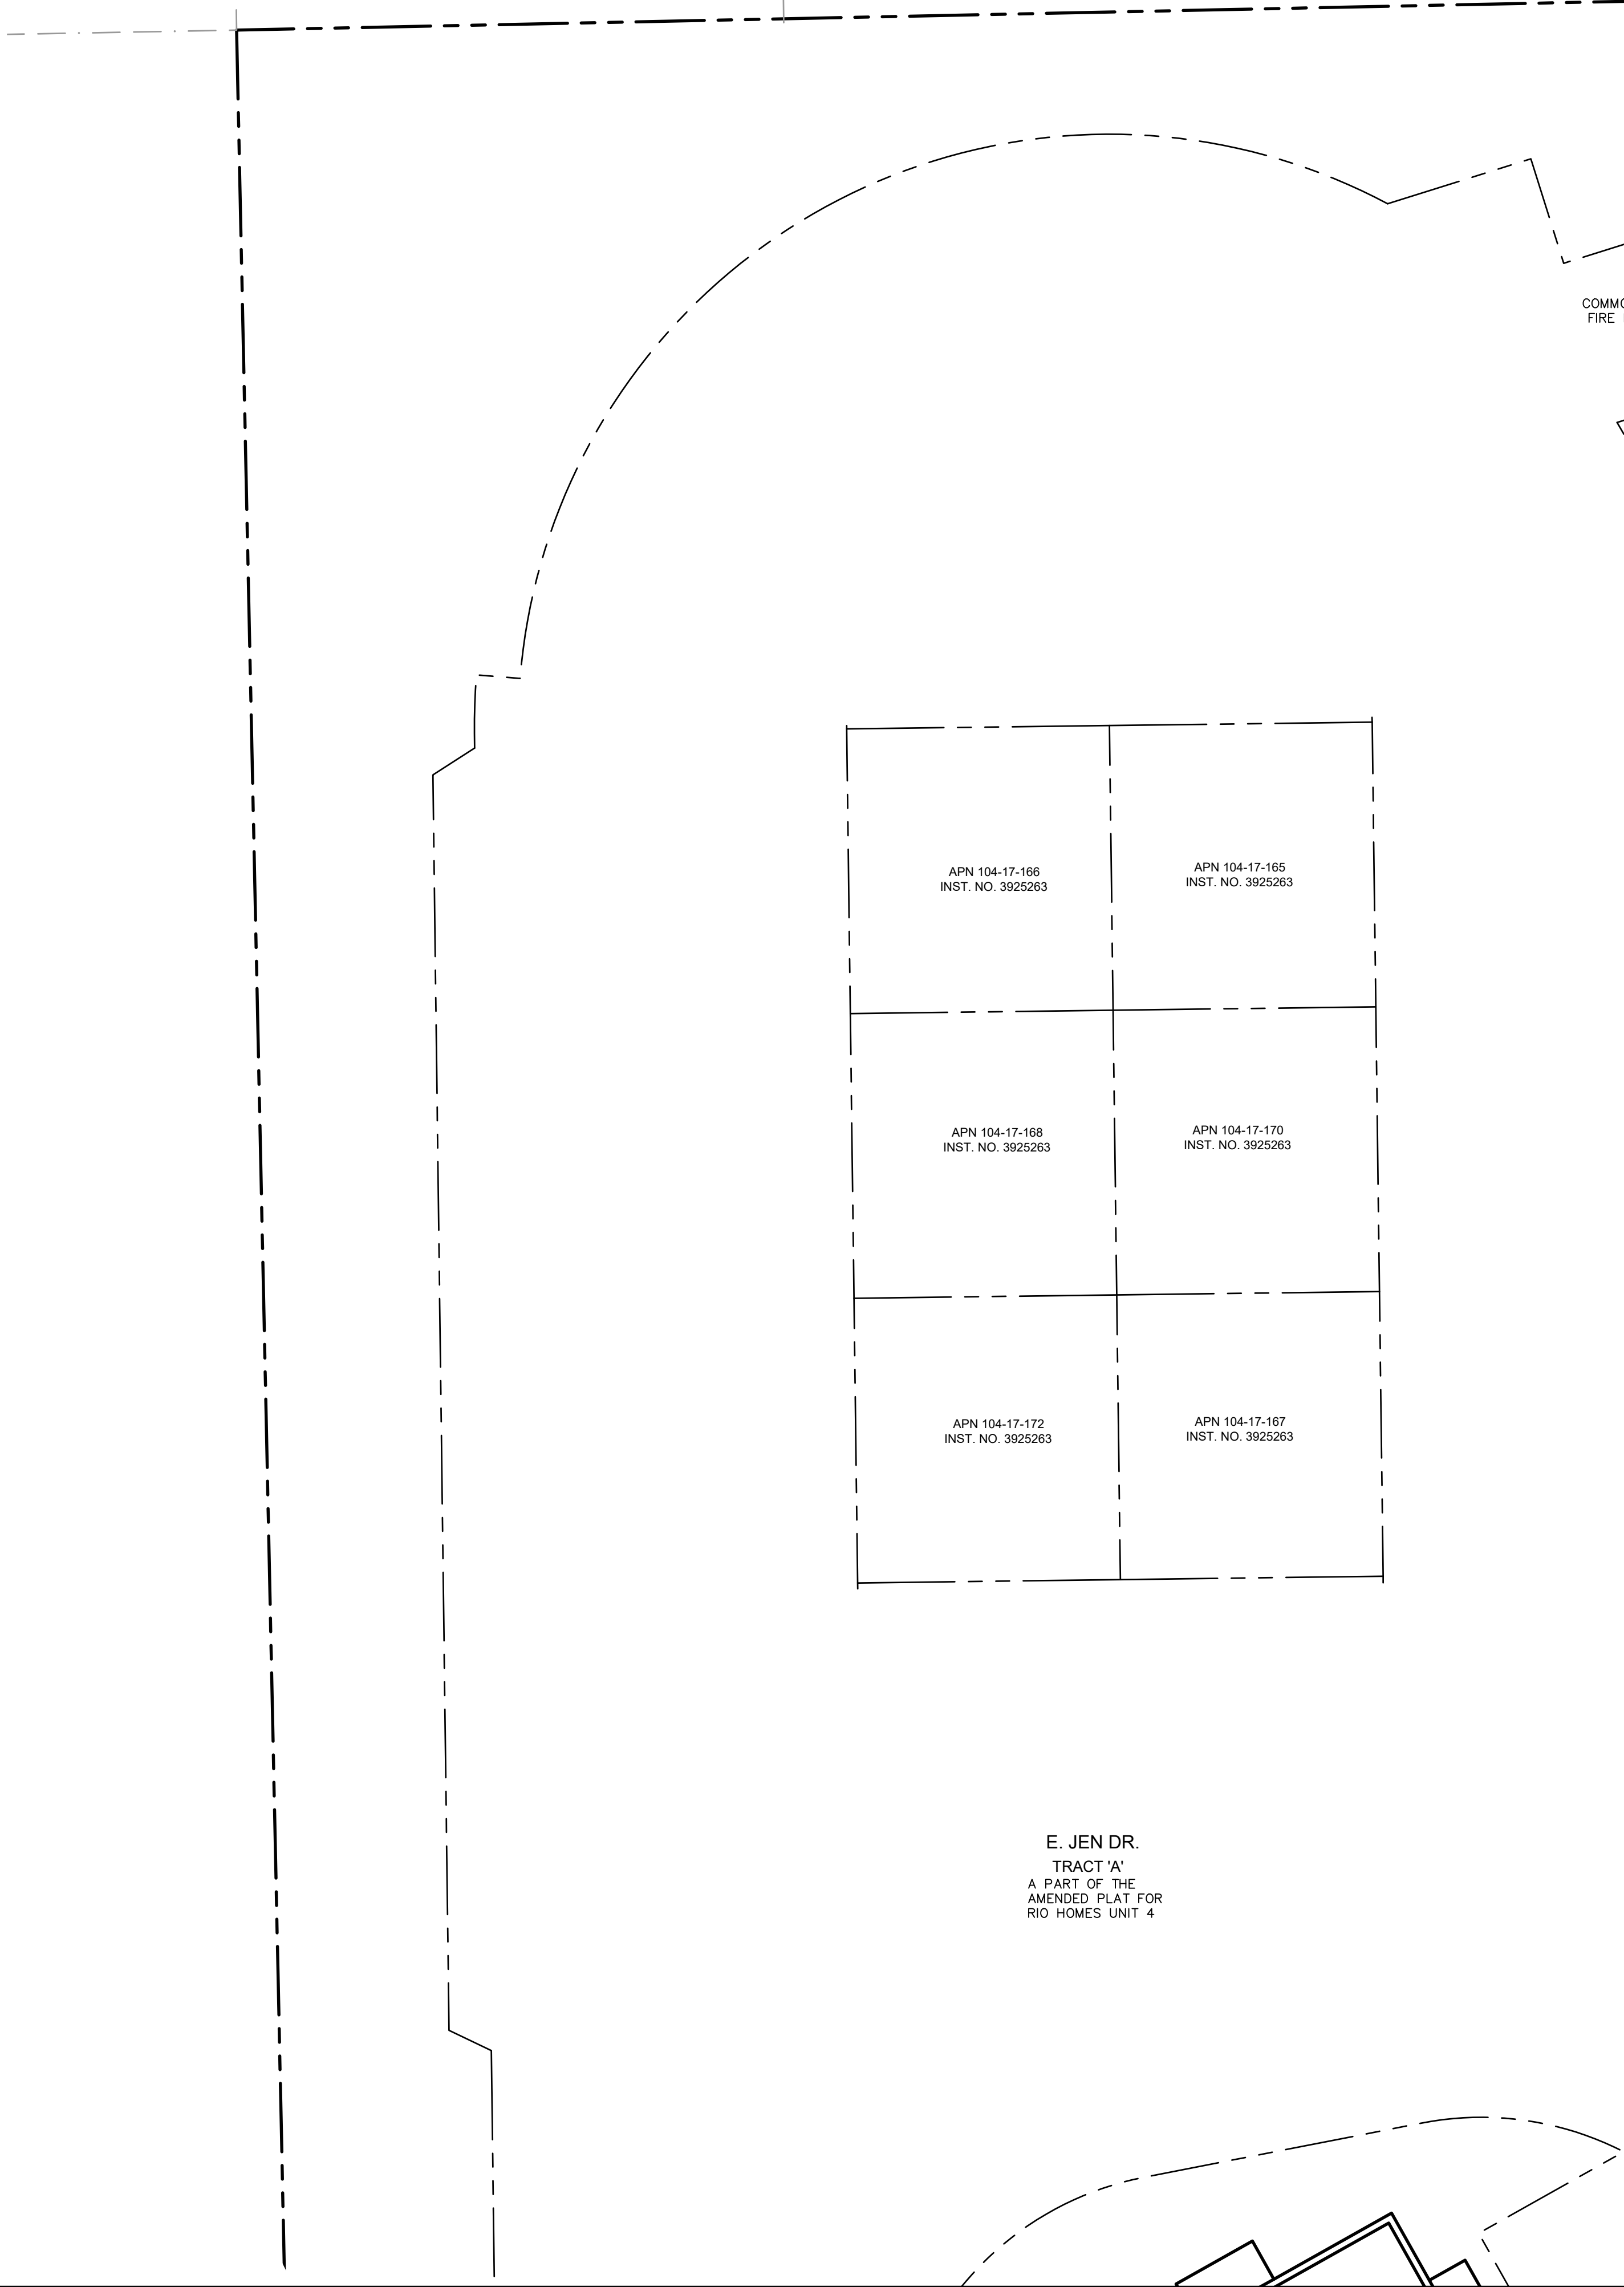 COMMO
FIRE
APN 104-17-166
INST. NO. 3925263
APN 104-17-165
INST. NO. 3925263
APN 104-17-168
INST. NO. 3925263
APN 104-17-170
INST. NO. 3925263
APN 104-17-172
INST. NO. 3925263
APN 104-17-167
INST. NO. 3925263
E. JEN DR.
TRACT 'A'
A PART OF THE
AMENDED PLAT FOR
RIO HOMES UNIT 4